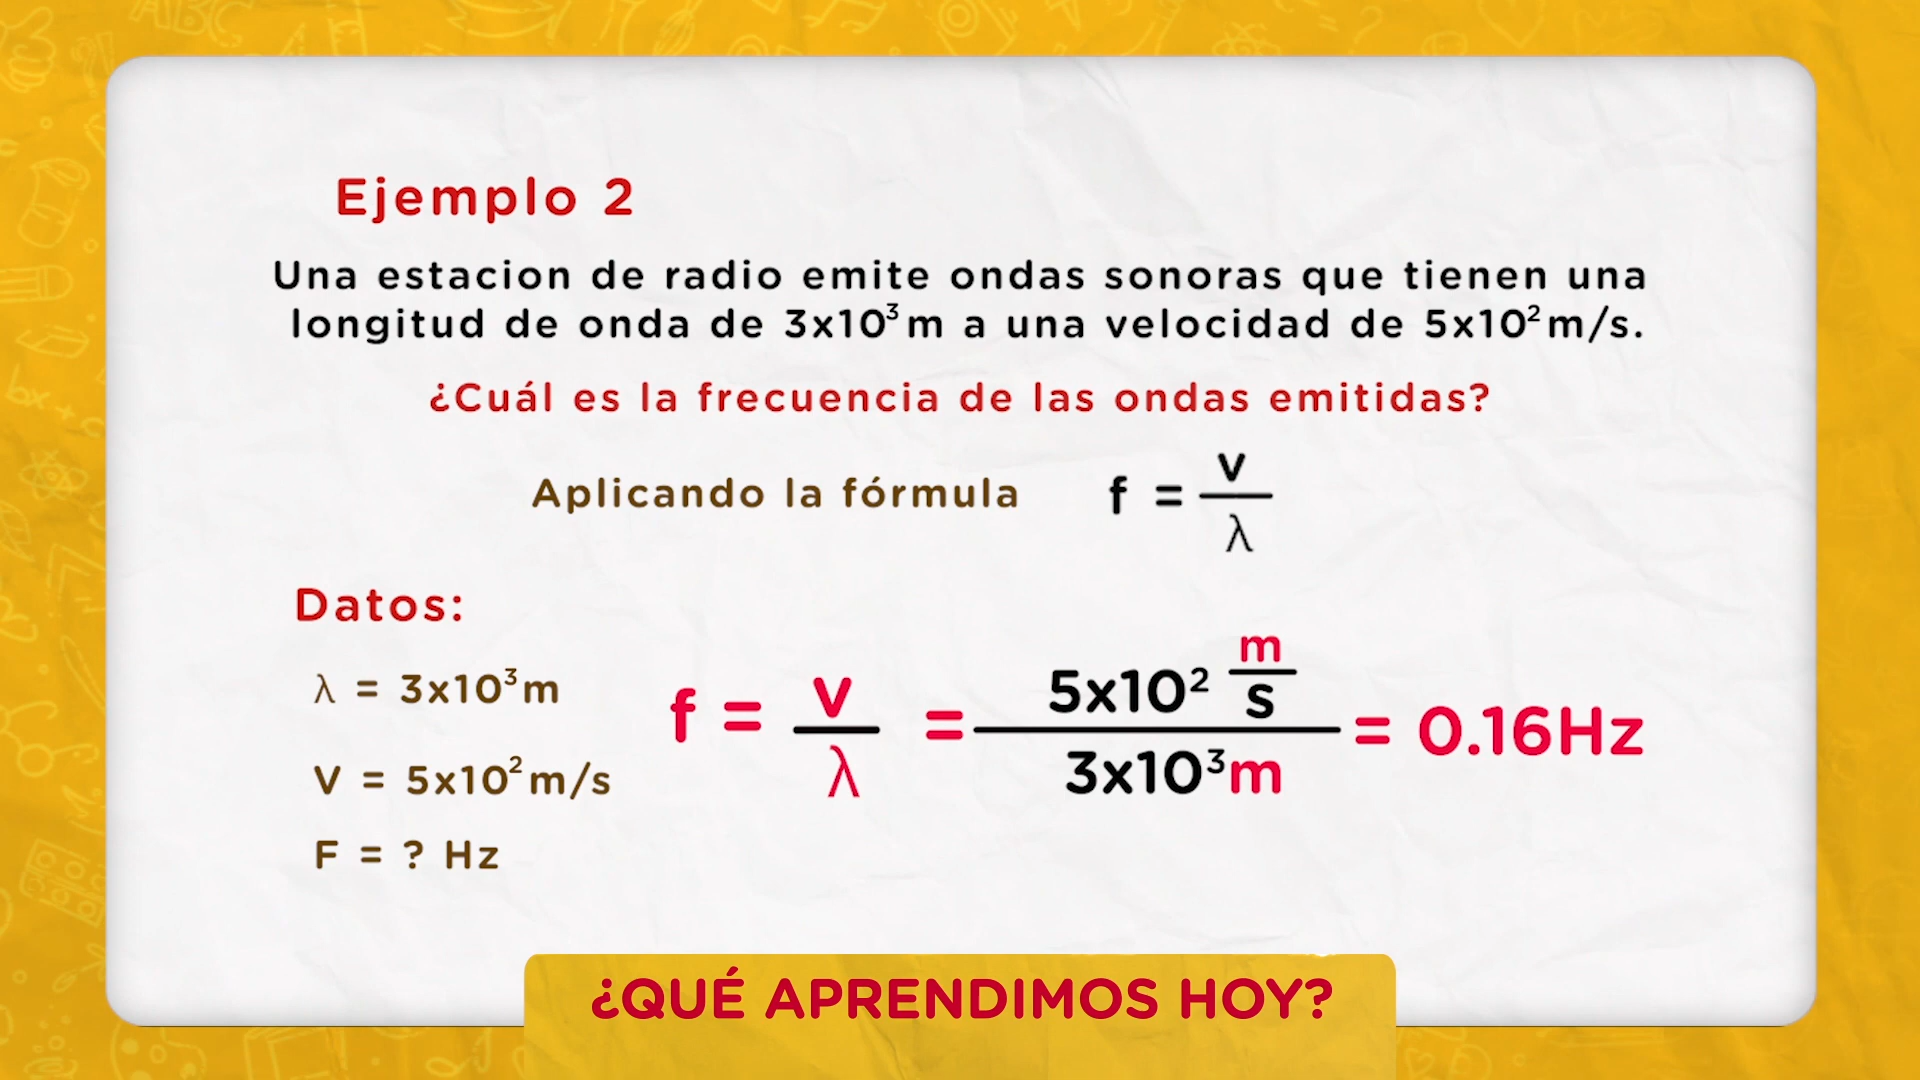 Ejemplo 2
Una estacion de radio emite ondas sonoras que tienen una
longitud de onda de 3x10³m a una velocidad de 5x10²m/s.
¿Cuál es la frecuencia de las ondas emitidas?
Aplicando la fórmula f = v/λ
Datos:
λ = 3x10³m
V = 5x10²m/s
F = ? Hz
f = v/λ = 5x10² m/s / 3x10³m = 0.16Hz
¿QUÉ APRENDIMOS HOY?